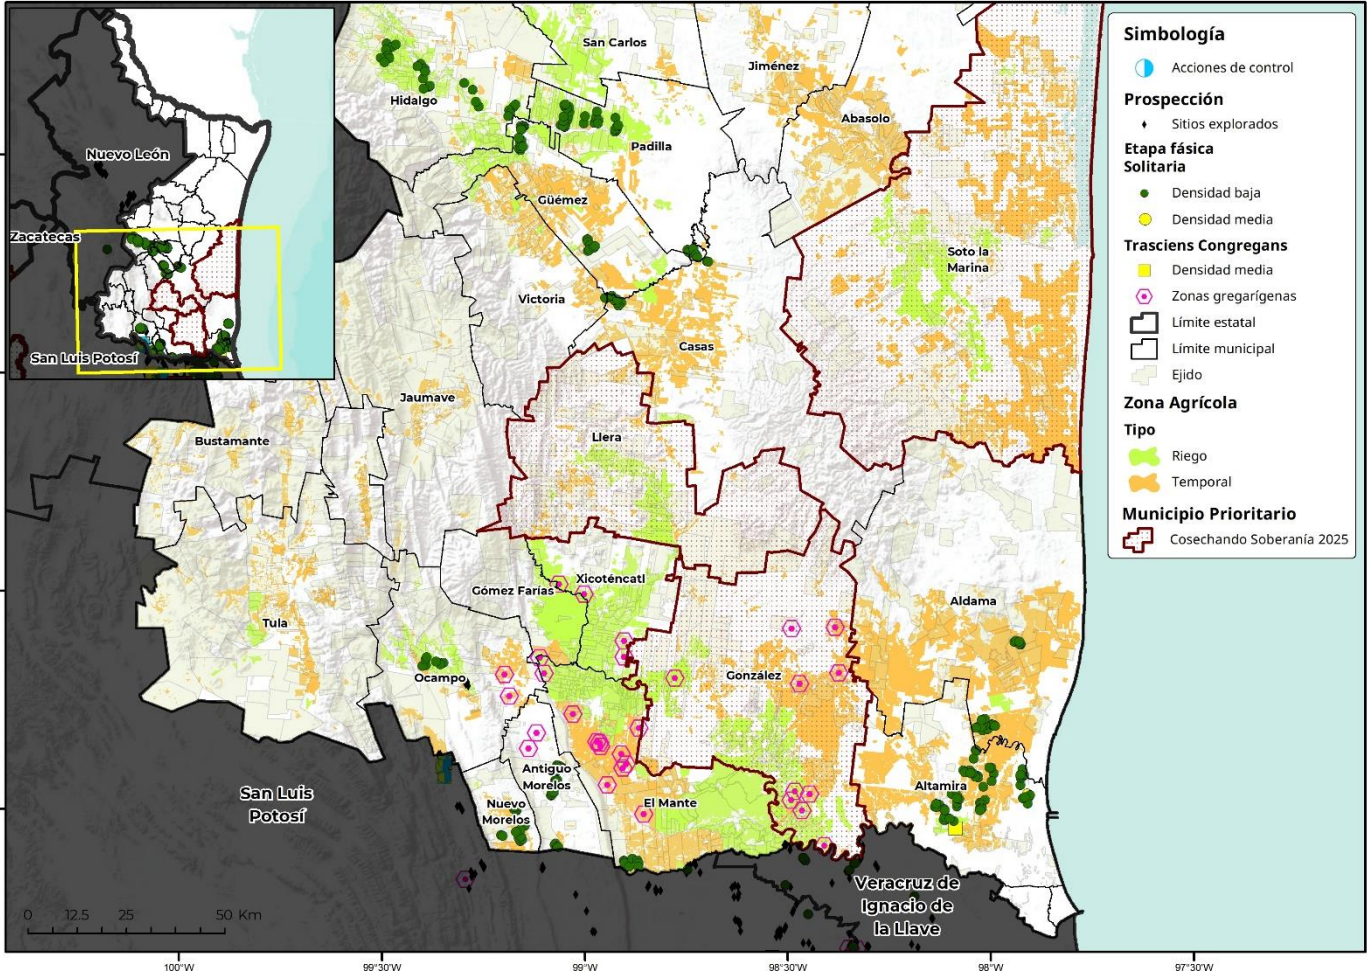 Nuevo León
Zacatecas
San Luis Potosí
San Carlos
Jiménez
Hidalgo
Abasolo
Padilla
Güémez
Soto la
Marina
Victoria
Casas
Jaumave
Llera
Bustamante
Xicoténcatl
Gómez Farías
Aldama
Tula
Ocampo
González
Antiguo
Morelos
Altamira
San Luis
Potosí
Nuevo
Morelos
El Mante
Veracruz de
Ignacio de
la Llave
0 12.5 25 50 Km
100°W 99°30'W 99°W 98°30'W 98°W 97°30'W
Simbología
Acciones de control
Prospección
Sitios explorados
Etapa fásica
Solitaria
Densidad baja
Densidad media
Trasciens Congregans
Densidad media
Zonas gregarígenas
Límite estatal
Límite municipal
Ejido
Zona Agrícola
Tipo
Riego
Temporal
Municipio Prioritario
Cosechando Soberanía 2025